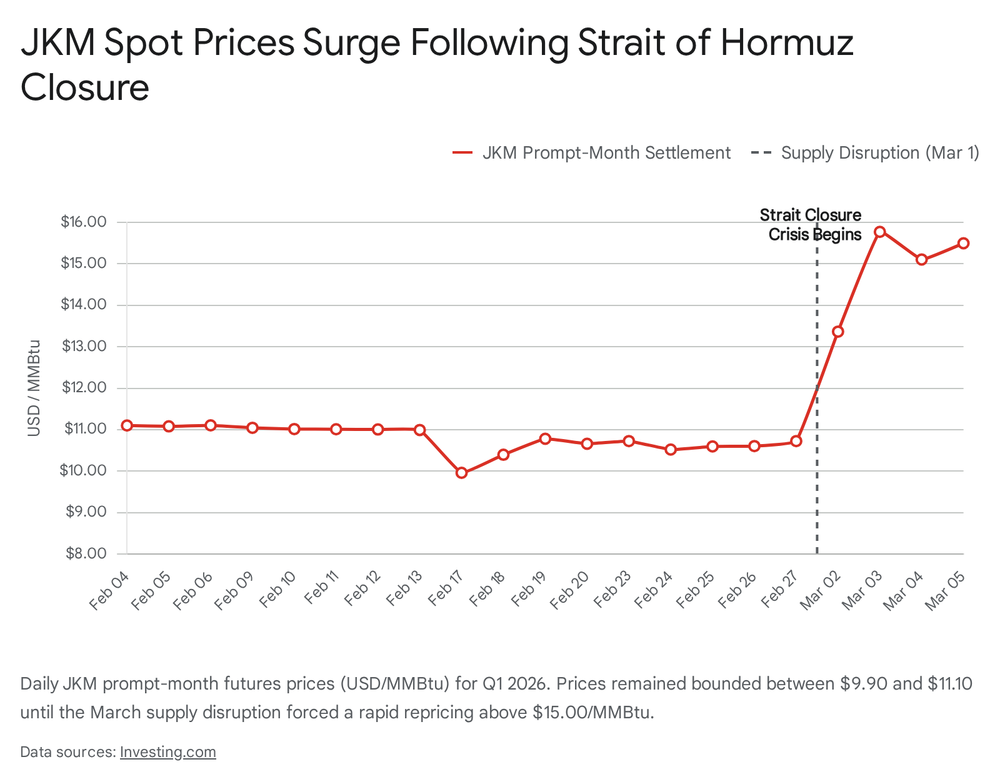 JKM Spot Prices Surge Following Strait of Hormuz
Closure
JKM Prompt-Month Settlement
Supply Disruption (Mar 1)
Strait Closure
Crisis Begins
$16.00
$15.00
$14.00
$13.00
$12.00
$11.00
$10.00
$9.00
$8.00
USD / MMBtu
Feb 04
Feb 05
Feb 06
Feb 09
Feb 10
Feb 11
Feb 12
Feb 13
Feb 17
Feb 18
Feb 19
Feb 20
Feb 23
Feb 24
Feb 25
Feb 26
Feb 27
Mar 02
Mar 03
Mar 04
Mar 05
Daily JKM prompt-month futures prices (USD/MMBtu) for Q1 2026. Prices remained bounded between $9.90 and $11.10
until the March supply disruption forced a rapid repricing above $15.00/MMBtu.
Data sources: Investing.com